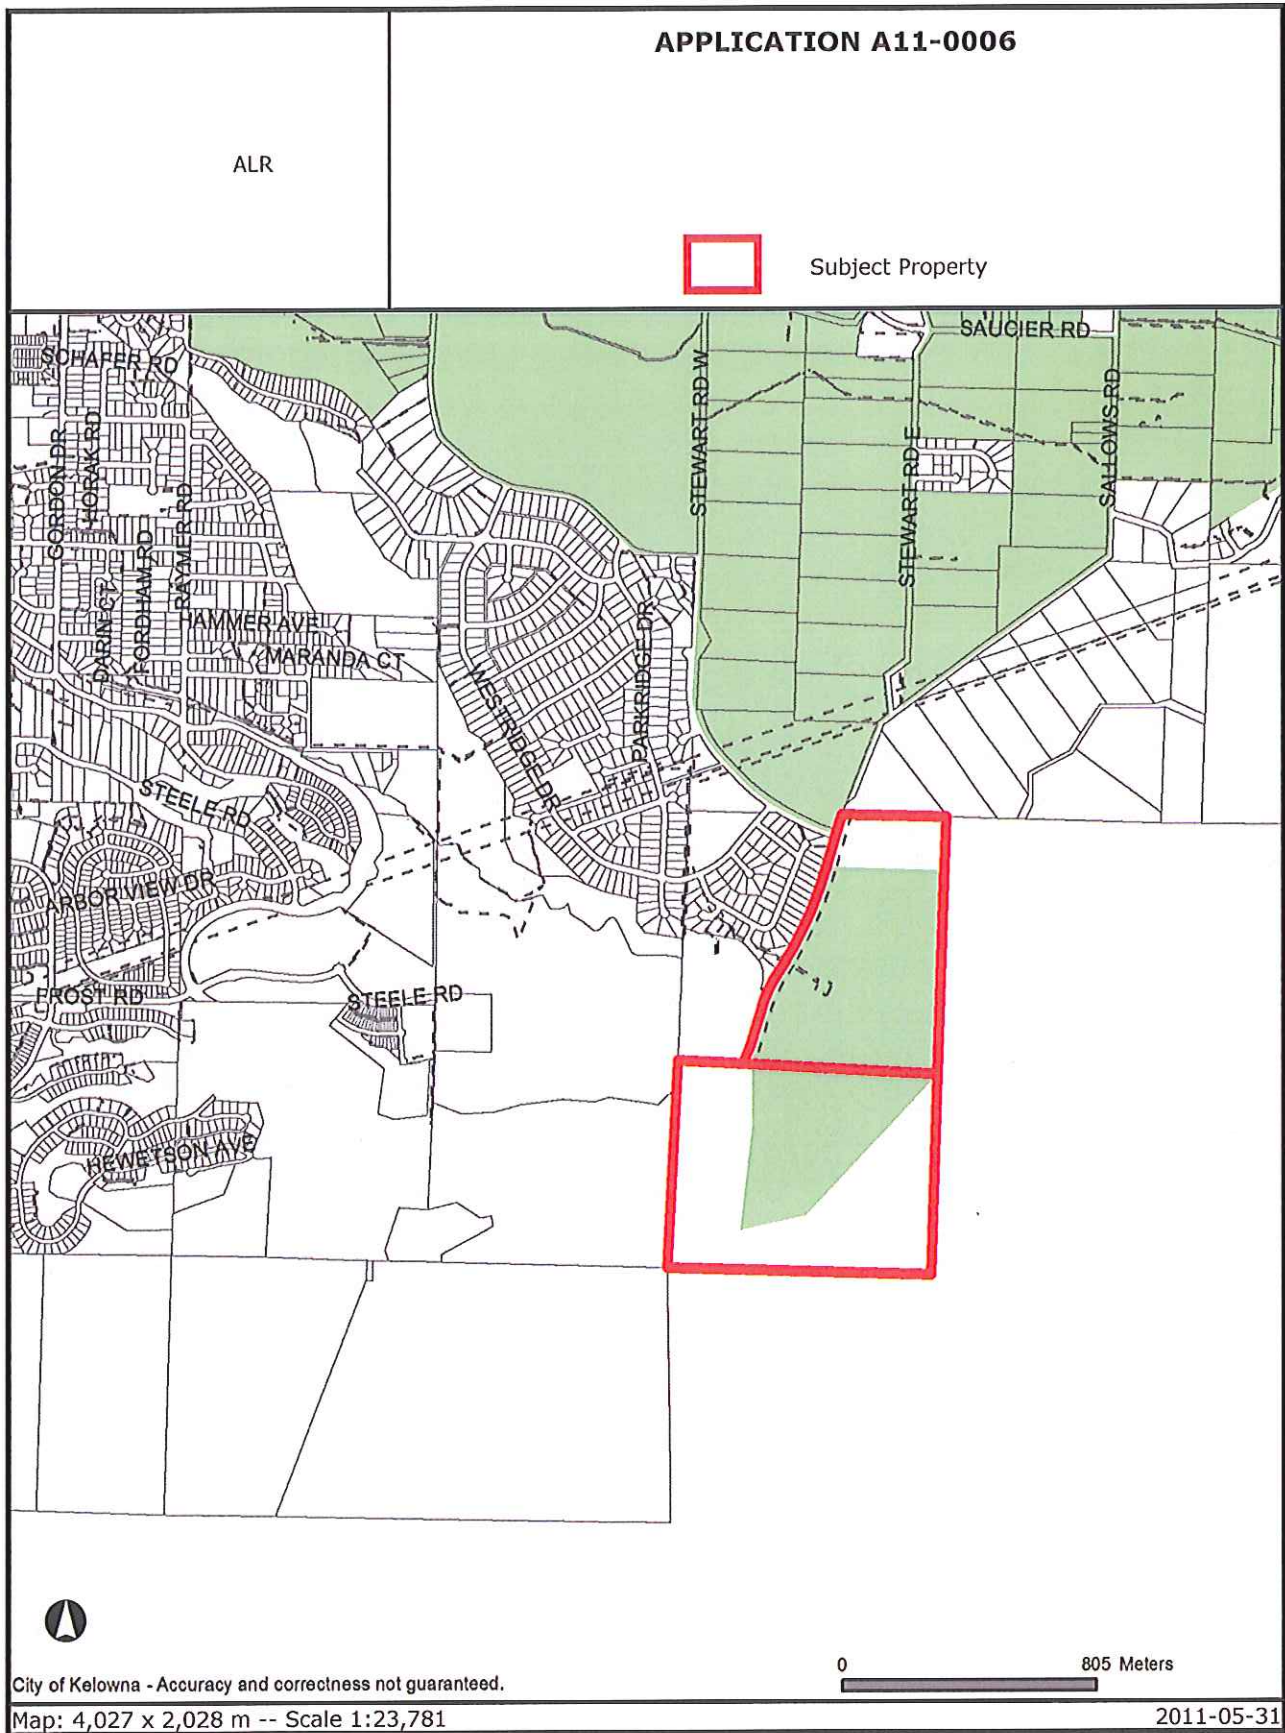 APPLICATION A11-0006
ALR
Subject Property
SAUCIER RD
SCHAFER RD
STEWART RD W
SALLOWS RD
GORDON DR
HORAK RD
RAYMER RD
STEWART RD E
FORDHAM RD
DARIN CT
HAMMER AVE
MARANDA CT
PARKRIDGE DR
WESTRIDGE DR
STEELE RD
ARBOR VIEW DR
FROST RD
STEELE RD
HEWETSON AVE
0 805 Meters
City of Kelowna - Accuracy and correctness not guaranteed.
Map: 4,027 x 2,028 m -- Scale 1:23,781
2011-05-31